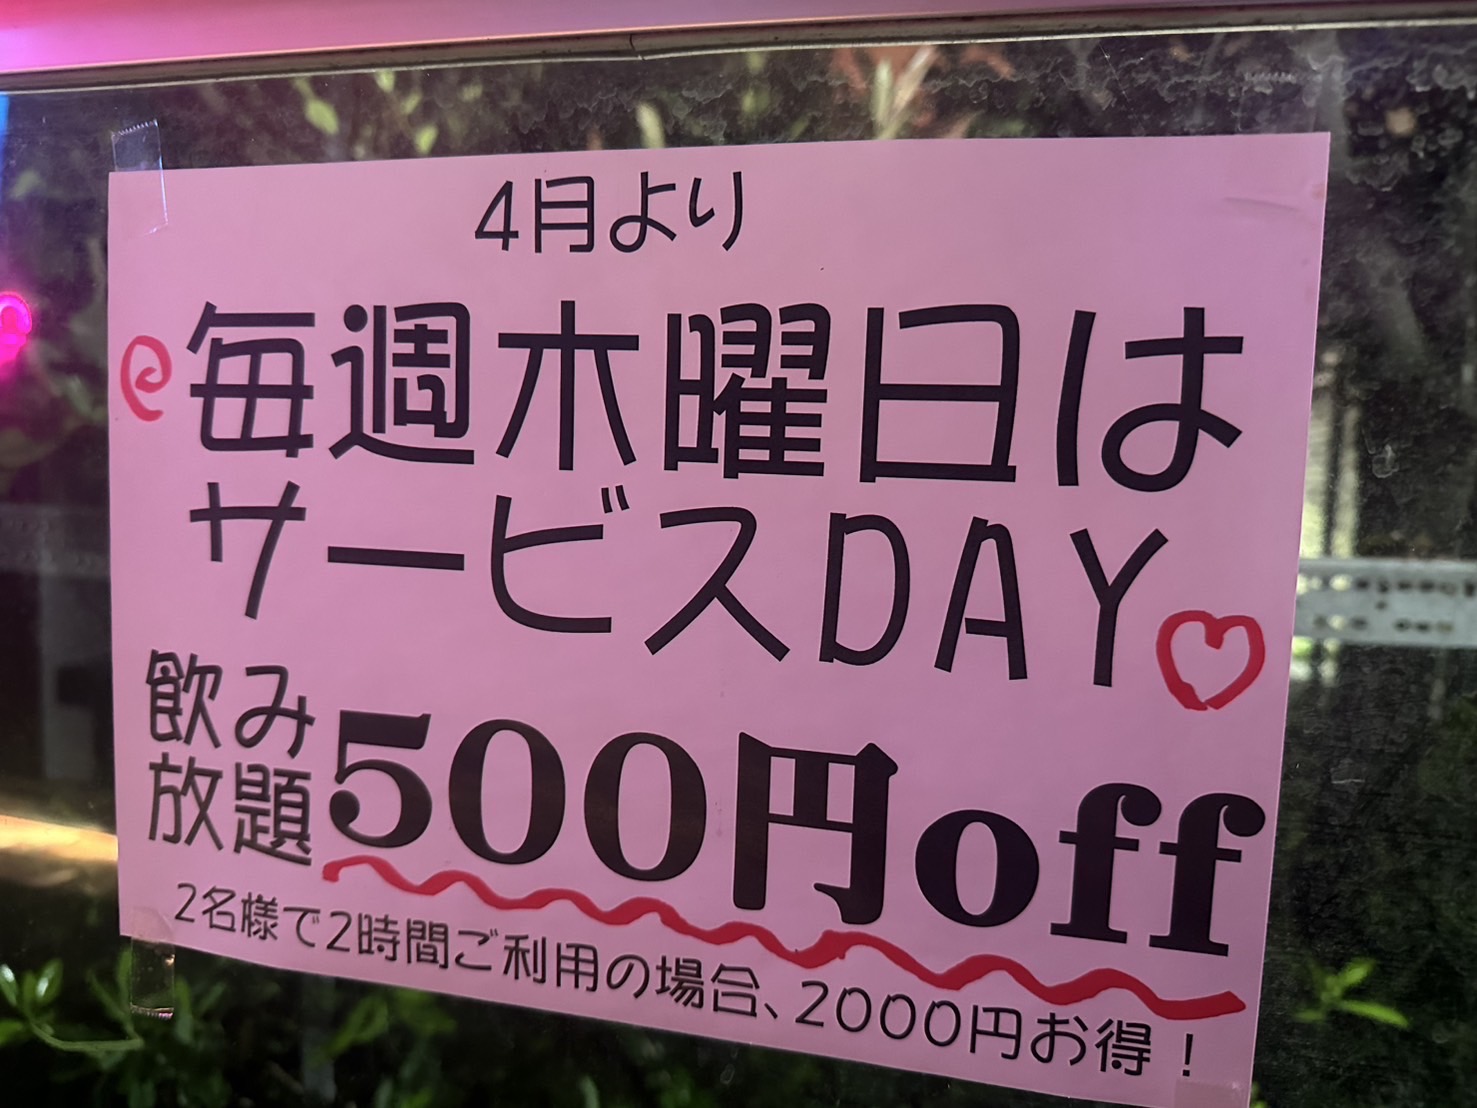 4月より
毎週木曜日は
サービスDAY
飲み放題500円off
2名様で2時間ご利用の場合、2000円お得!